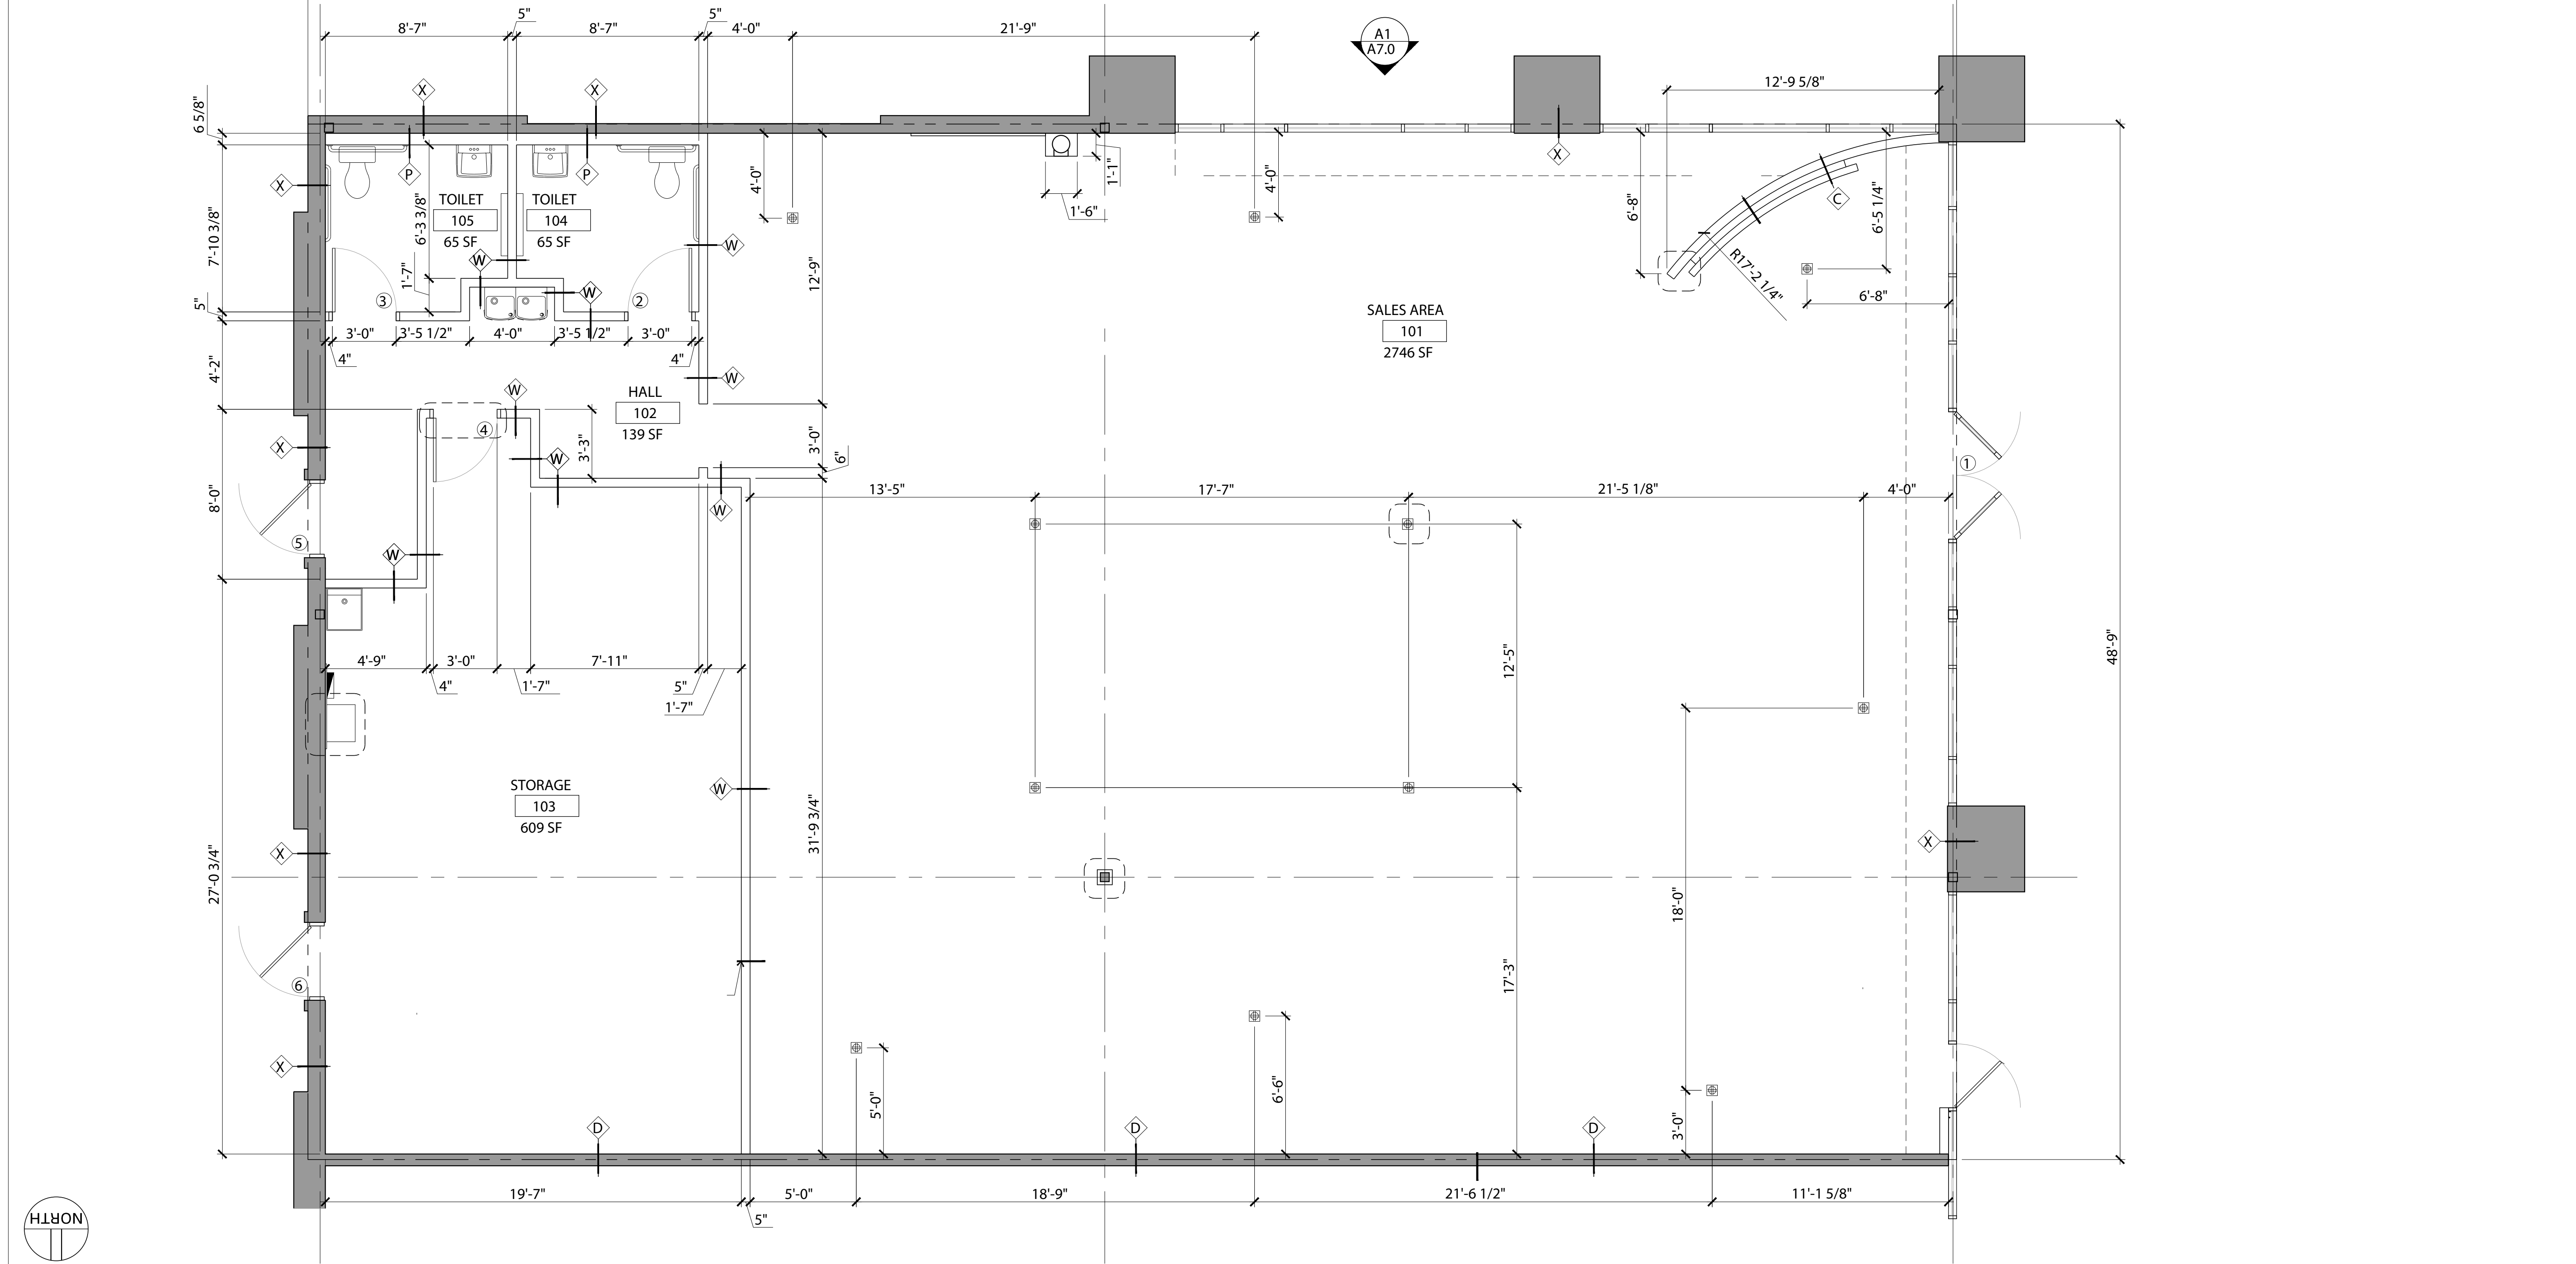 5"
5"
8'-7"
8'-7"
4'-0"
21'-9"
A1
A7.0
12'-9 5/8"
X
X
6 5/8"
X
P
P
X
7'-10 3/8"
6'-3 3/8"
TOILET
105
65 SF
TOILET
104
65 SF
4'-0"
1'-1"
1'-6"
4'-0"
6'-8"
C
6'-5 1/4"
R17'-2 1/4"
6'-8"
W
W
W
1'-7"
12'-9"
3
2
5"
SALES AREA
101
2746 SF
3'-0"
3'-5 1/2"
4'-0"
3'-5 1/2"
3'-0"
4"
4"
4'-2"
W
W
HALL
102
139 SF
4
X
W
3'-3"
3'-0"
6"
1
13'-5"
17'-7"
21'-5 1/8"
4'-0"
8'-0"
W
5
W
48'-9"
4'-9"
3'-0"
7'-11"
12'-5"
4"
1'-7"
5"
1'-7"
STORAGE
103
609 SF
W
31'-9 3/4"
X
X
27'-0 3/4"
18'-0"
17'-3"
6
X
5'-0"
6'-6"
3'-0"
D
D
D
19'-7"
5'-0"
18'-9"
21'-6 1/2"
11'-1 5/8"
5"
NORTH